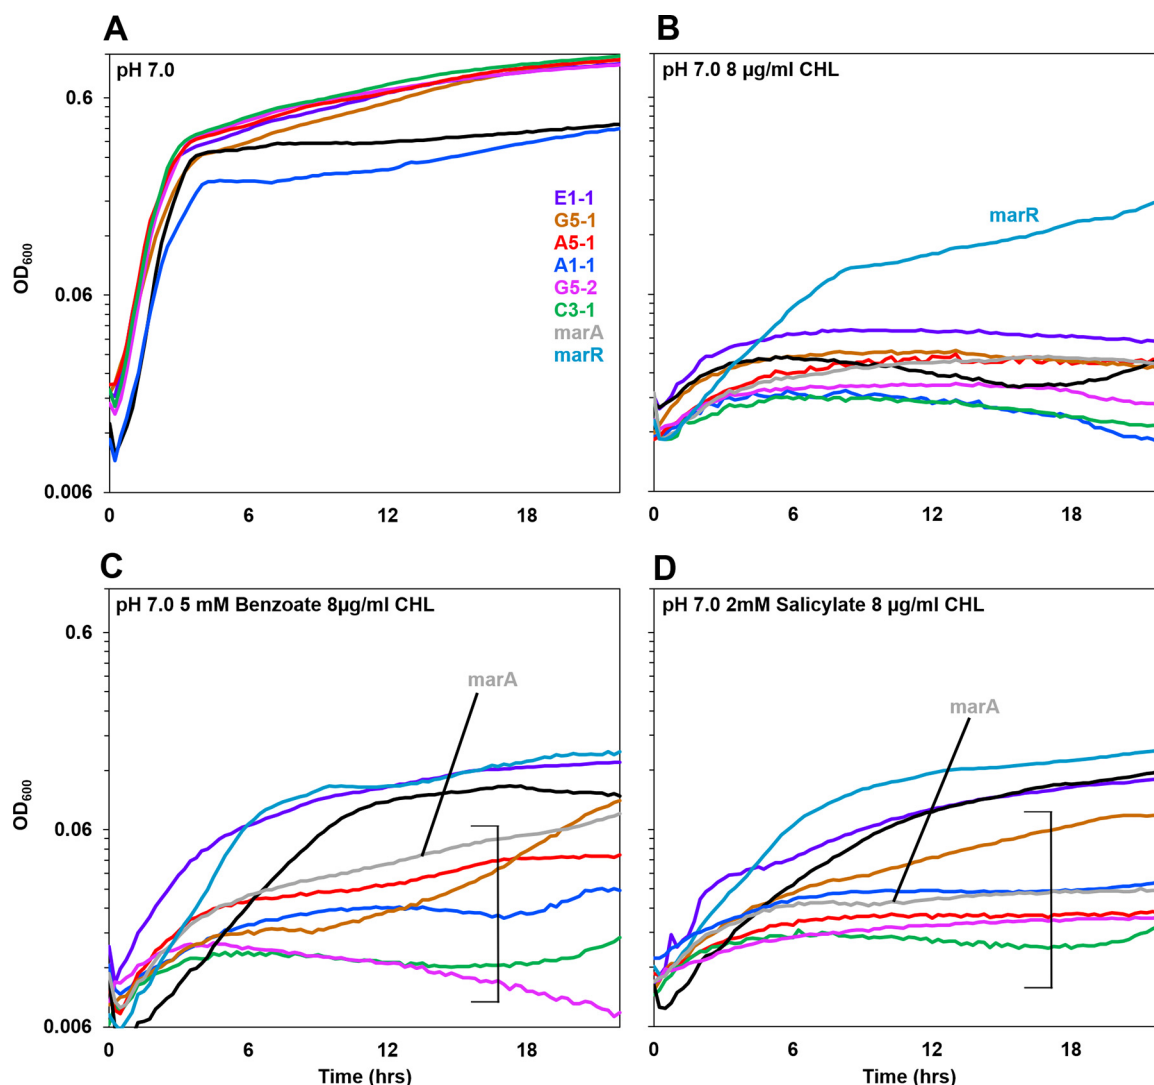 A
B
pH 7.0
pH 7.0 8 µg/ml CHL
0.6
E1-1
G5-1
A5-1
A1-1
G5-2
C3-1
marA
marR
marR
OD600
0.06
0.006
0
6
12
18
0
6
12
18
C
D
pH 7.0 5 mM Benzoate 8µg/ml CHL
pH 7.0 2mM Salicylate 8 µg/ml CHL
0.6
marA
marA
OD600
0.06
0.006
0
6
12
18
0
6
12
18
Time (hrs)
Time (hrs)